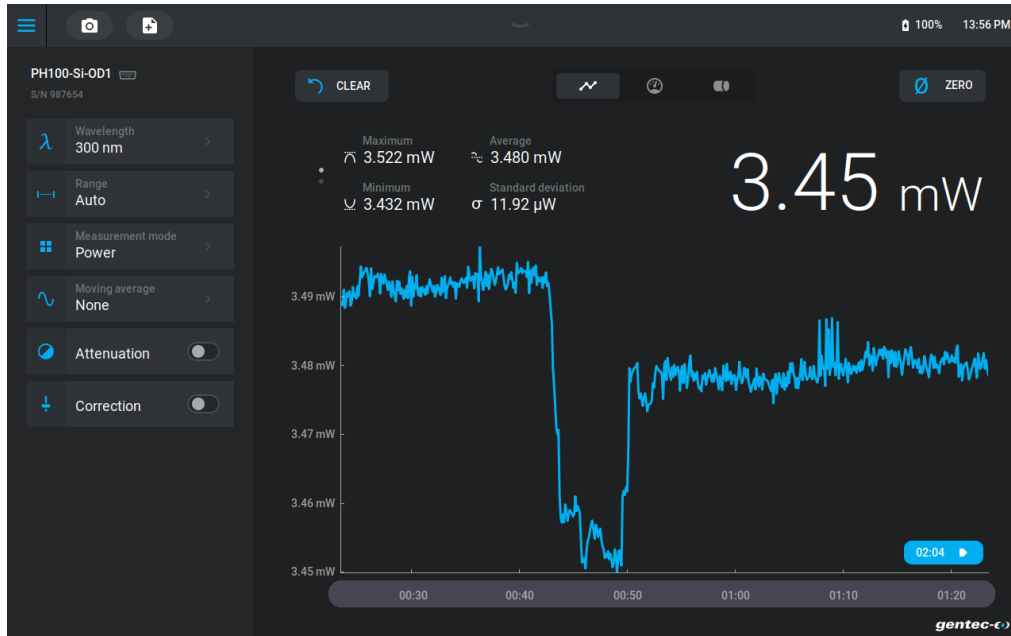 100% 13:56 PM
PH100-Si-OD1
S/N 987654
Wavelength
300 nm
Range
Auto
Measurement mode
Power
Moving average
None
Attenuation
Correction
CLEAR
ZERO
Maximum
3.522 mW
Average
3.480 mW
Minimum
3.432 mW
Standard deviation
σ 11.92 µW
3.45 mW
3.49 mW
3.48 mW
3.47 mW
3.46 mW
3.45 mW
02:04
00:30 00:40 00:50 01:00 01:10 01:20
gentec-eo